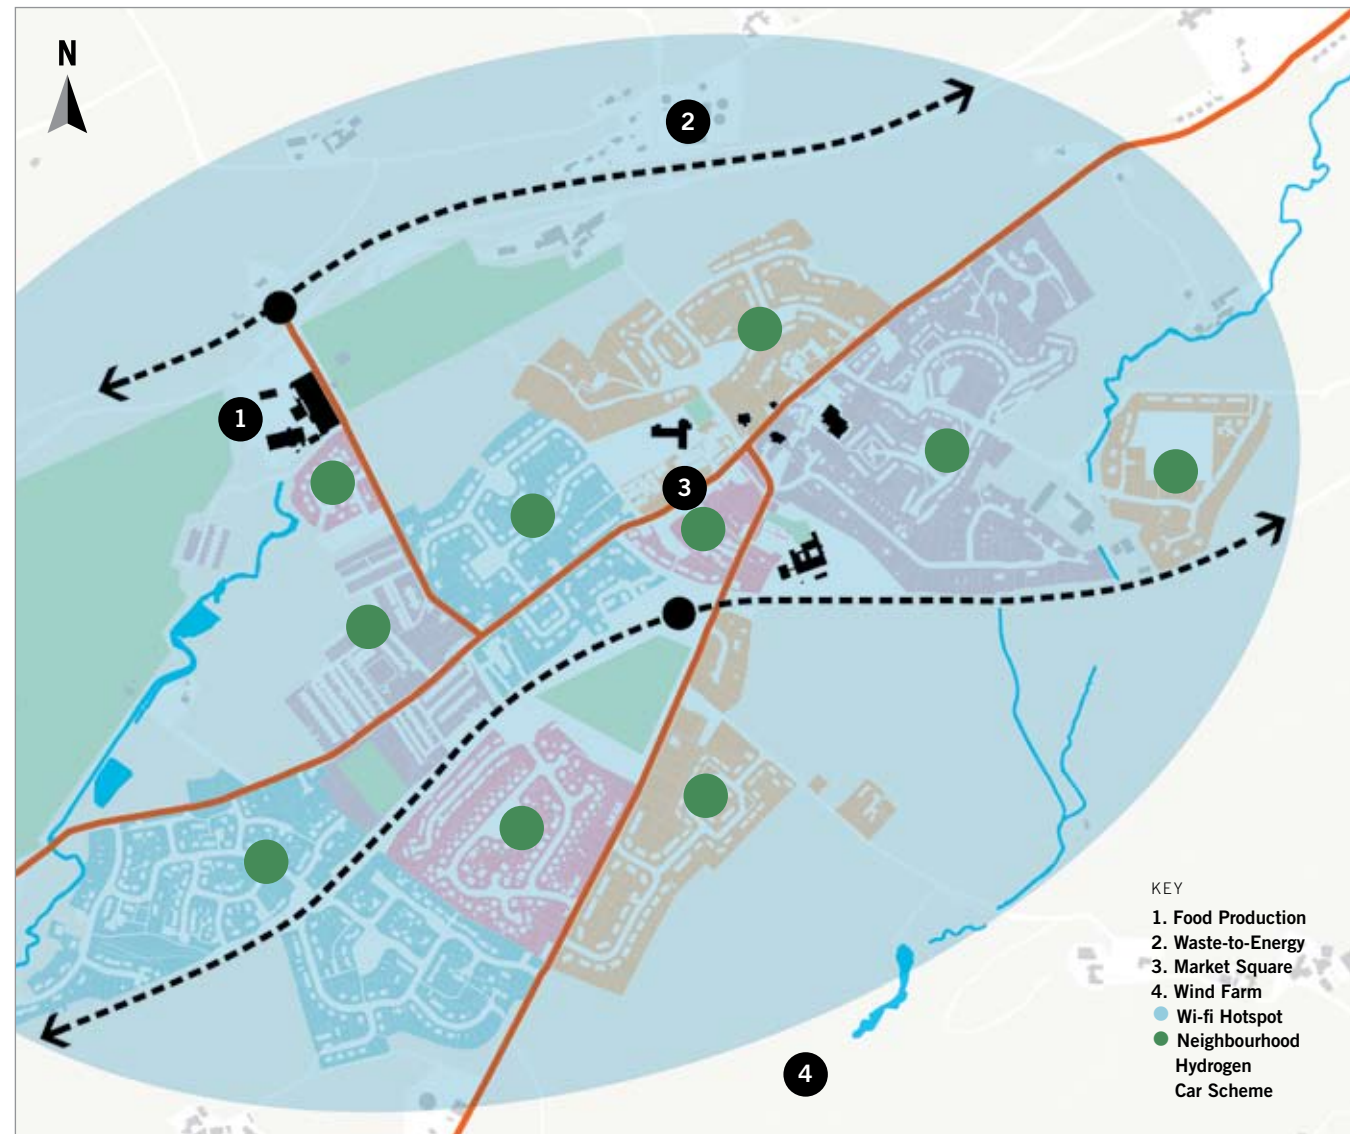 N
2
1
3
4
KEY
1. Food Production
2. Waste-to-Energy
3. Market Square
4. Wind Farm
Wi-fi Hotspot
Neighbourhood
Hydrogen
Car Scheme